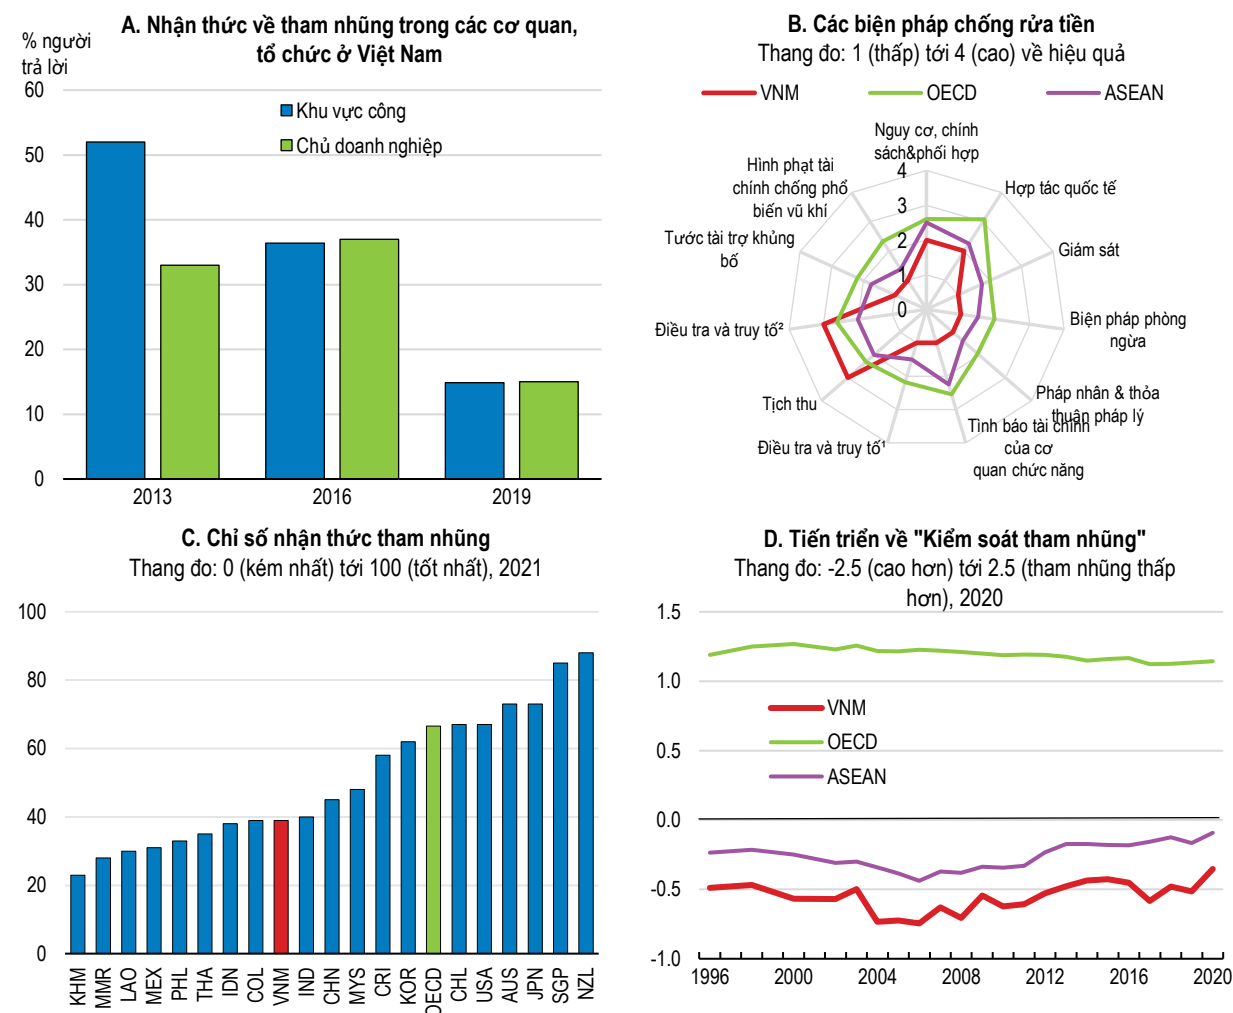 A. Nhận thức về tham nhũng trong các cơ quan,
tổ chức ở Việt Nam
% người
trả lời
60
50
40
30
20
10
0
Khu vực công
Chủ doanh nghiệp
2013
2016
2019
B. Các biện pháp chống rửa tiền
Thang đo: 1 (thấp) tới 4 (cao) về hiệu quả
VNM
OECD
ASEAN
Nguy cơ, chính
sách&phối hợp
Hợp tác quốc tế
Giám sát
Biện pháp phòng
ngừa
Pháp nhân & thỏa
thuận pháp lý
Tình báo tài chính
của cơ
quan chức năng
Điều tra và truy tố¹
Tịch thu
Điều tra và truy tố²
Tước tài trợ khủng
bố
Hình phạt tài
chính chống phổ
biến vũ khí
4
3
2
1
0
C. Chỉ số nhận thức tham nhũng
Thang đo: 0 (kém nhất) tới 100 (tốt nhất), 2021
100
80
60
40
20
0
KHM
MMR
LAO
MEX
PHL
THA
IDN
COL
VNM
IND
CHN
MYS
CRI
KOR
OECD
CHL
USA
AUS
JPN
SGP
NZL
D. Tiến triển về "Kiểm soát tham nhũng"
Thang đo: -2.5 (cao hơn) tới 2.5 (tham nhũng thấp
hơn), 2020
1.5
1.0
0.5
0.0
-0.5
-1.0
VNM
OECD
ASEAN
1996
2000
2004
2008
2012
2016
2020